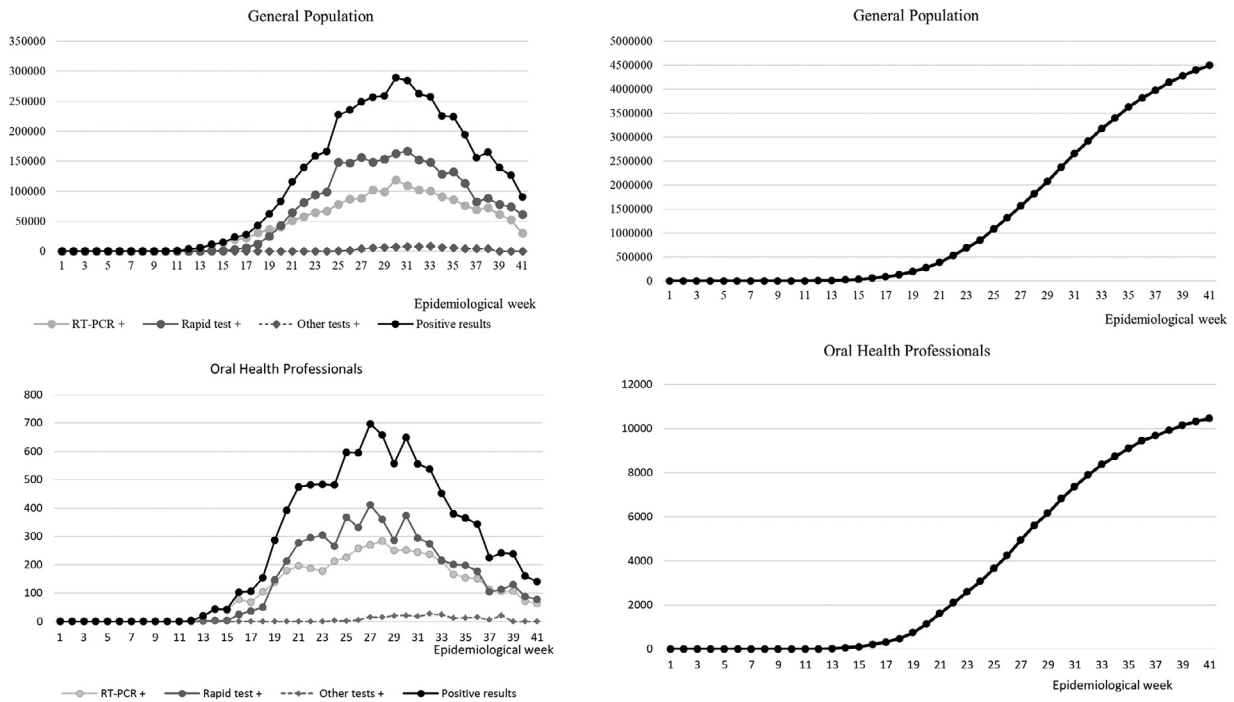 General Population
350000
300000
250000
200000
150000
100000
50000
0
1 3 5 7 9 11 13 15 17 19 21 23 25 27 29 31 33 35 37 39 41
Epidemiological week
RT-PCR + Rapid test + Other tests + Positive results
General Population
5000000
4500000
4000000
3500000
3000000
2500000
2000000
1500000
1000000
500000
0
1 3 5 7 9 11 13 15 17 19 21 23 25 27 29 31 33 35 37 39 41
Epidemiological week
Oral Health Professionals
800
700
600
500
400
300
200
100
0
1 3 5 7 9 11 13 15 17 19 21 23 25 27 29 31 33 35 37 39 41
Epidemiological week
RT-PCR + Rapid test + Other tests + Positive results
Oral Health Professionals
12000
10000
8000
6000
4000
2000
0
1 3 5 7 9 11 13 15 17 19 21 23 25 27 29 31 33 35 37 39 41
Epidemiological week